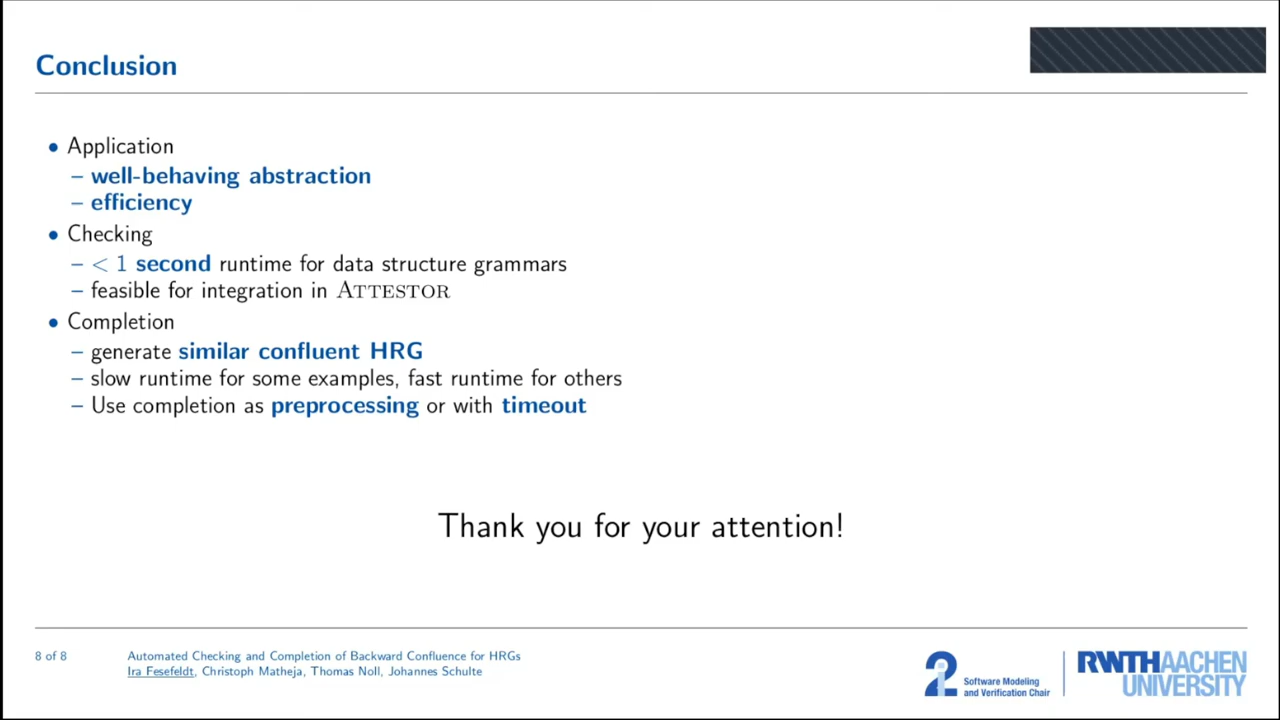 Conclusion
• Application
– well-behaving abstraction
– efficiency
• Checking
– < 1 second runtime for data structure grammars
– feasible for integration in ATTESTOR
• Completion
– generate similar confluent HRG
– slow runtime for some examples, fast runtime for others
– Use completion as preprocessing or with timeout
Thank you for your attention!
8 of 8
Automated Checking and Completion of Backward Confluence for HRGs
Ira Fesefeldt, Christoph Matheja, Thomas Noll, Johannes Schulte
2 Software Modeling
and Verification Chair
RWTHAACHEN
UNIVERSITY